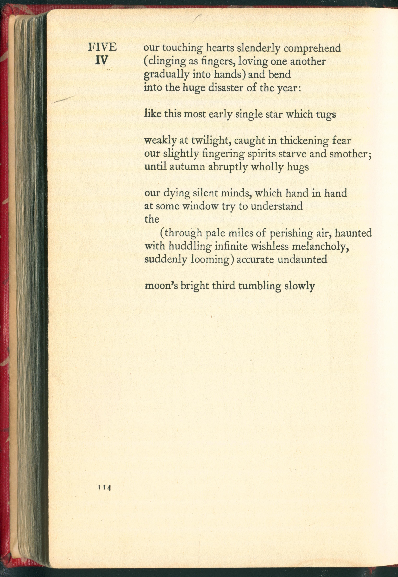 FIVE
IV
our touching hearts slenderly comprehend
(clinging as fingers, loving one another
gradually into hands) and bend
into the huge disaster of the year:
like this most early single star which tugs
weakly at twilight, caught in thickening fear
our slightly fingering spirits starve and smother;
until autumn abruptly wholly hugs
our dying silent minds, which hand in hand
at some window try to understand
the
(through pale miles of perishing air, haunted
with huddling infinite wishless melancholy,
suddenly looming) accurate undaunted
moon's bright third tumbling slowly
114